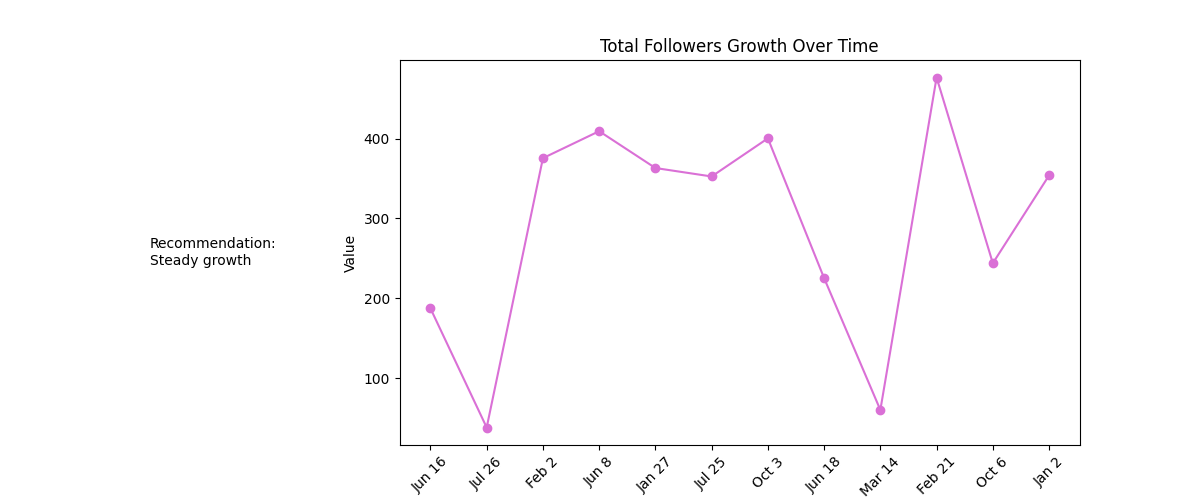 Total Followers Growth Over Time
Recommendation:
Steady growth
Value
400
300
200
100
Jun 16
Jul 26
Feb 2
Jun 8
Jan 27
Jul 25
Oct 3
Jun 18
Mar 14
Feb 21
Oct 6
Jan 2